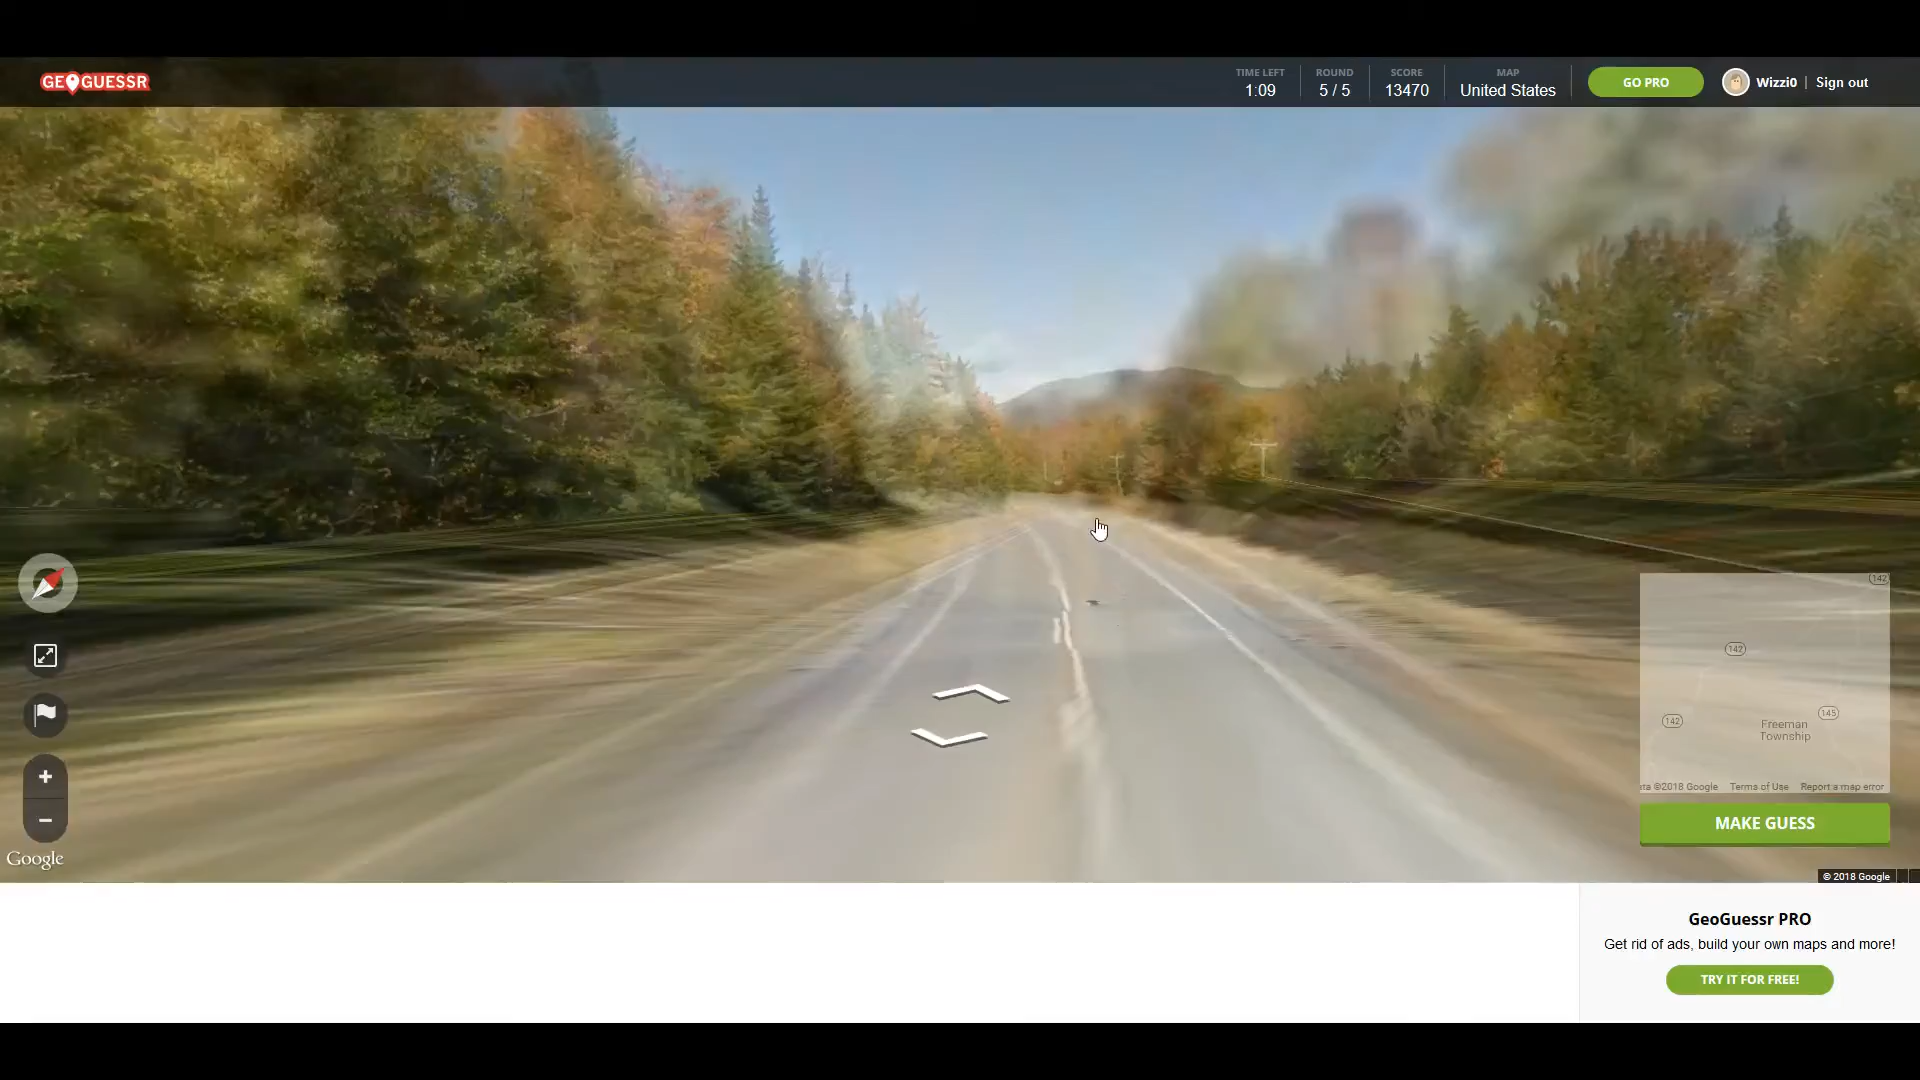 GEOGUESSR
TIME LEFT
1:09
ROUND
5 / 5
SCORE
13470
MAP
United States
GO PRO
Wizzi0 | Sign out
142
142
142
145
Freeman
Township
ta ©2018 Google Terms of Use Report a map error
MAKE GUESS
Google
© 2018 Google
GeoGuessr PRO
Get rid of ads, build your own maps and more!
TRY IT FOR FREE!